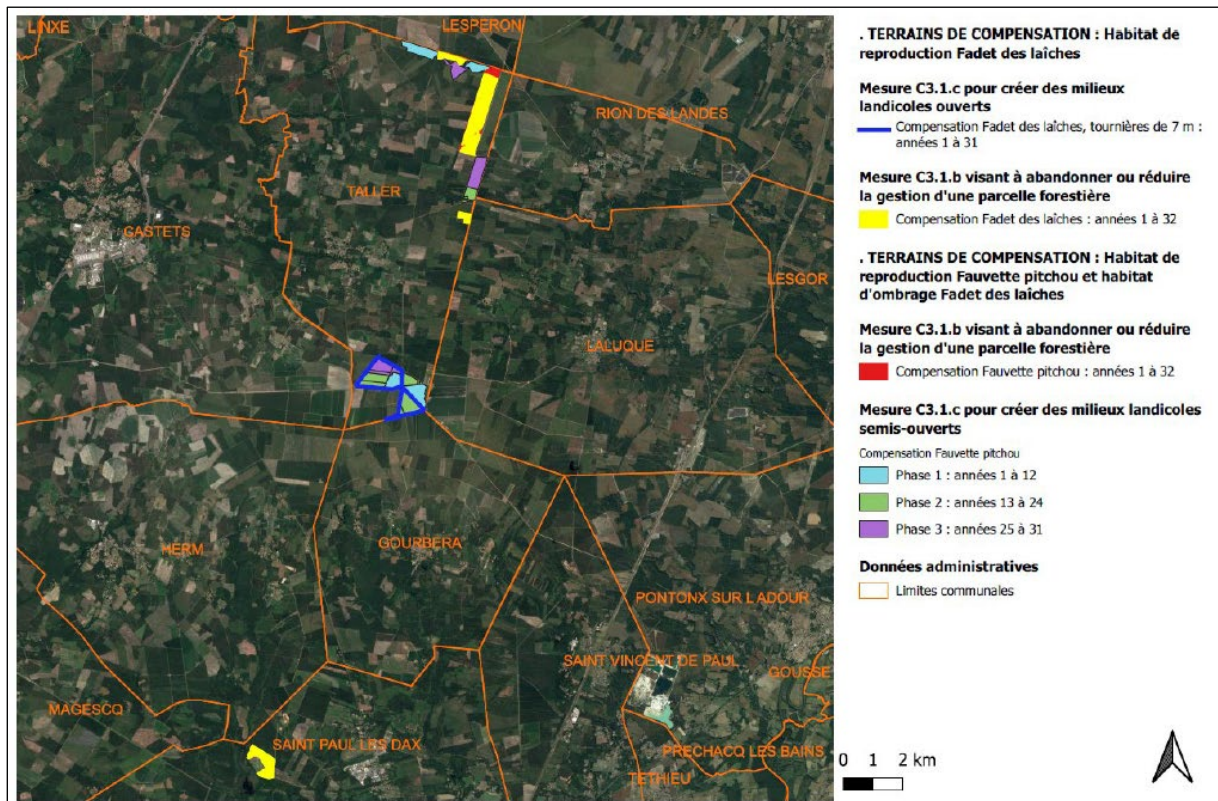 LINXE
LESPERON
RION DES LANDES
TALLER
CASTETS
LESGOR
LALUQUE
HERM
GOURBERA
PONTONX SUR L ADOUR
SAINT VINCENT DE PAUL
GOUSSE
MAGESCQ
SAINT PAUL LES DAX
PRECHACQ LES BAINS
TETHIEU
. TERRAINS DE COMPENSATION : Habitat de
reproduction Fadet des laîches
Mesure C3.1.c pour créer des milieux
landicoles ouverts
Compensation Fadet des laîches, tournières de 7 m :
années 1 à 31
Mesure C3.1.b visant à abandonner ou réduire
la gestion d'une parcelle forestière
Compensation Fadet des laîches : années 1 à 32
. TERRAINS DE COMPENSATION : Habitat de
reproduction Fauvette pitchou et habitat
d'ombrage Fadet des laîches
Mesure C3.1.b visant à abandonner ou réduire
la gestion d'une parcelle forestière
Compensation Fauvette pitchou : années 1 à 32
Mesure C3.1.c pour créer des milieux landicoles
semis-ouverts
Compensation Fauvette pitchou
Phase 1 : années 1 à 12
Phase 2 : années 13 à 24
Phase 3 : années 25 à 31
Données administratives
Limites communales
0 1 2 km